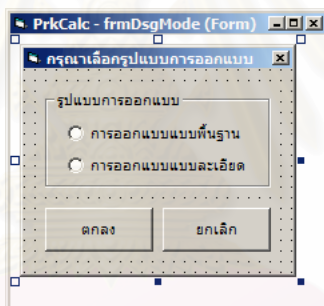 PrkCalc - frmDsgMode (Form)
กรุณาเลือกรูปแบบการออกแบบ
รูปแบบการออกแบบ
การออกแบบแบบพื้นฐาน
การออกแบบแบบละเอียด
ตกลง ยกเลิก